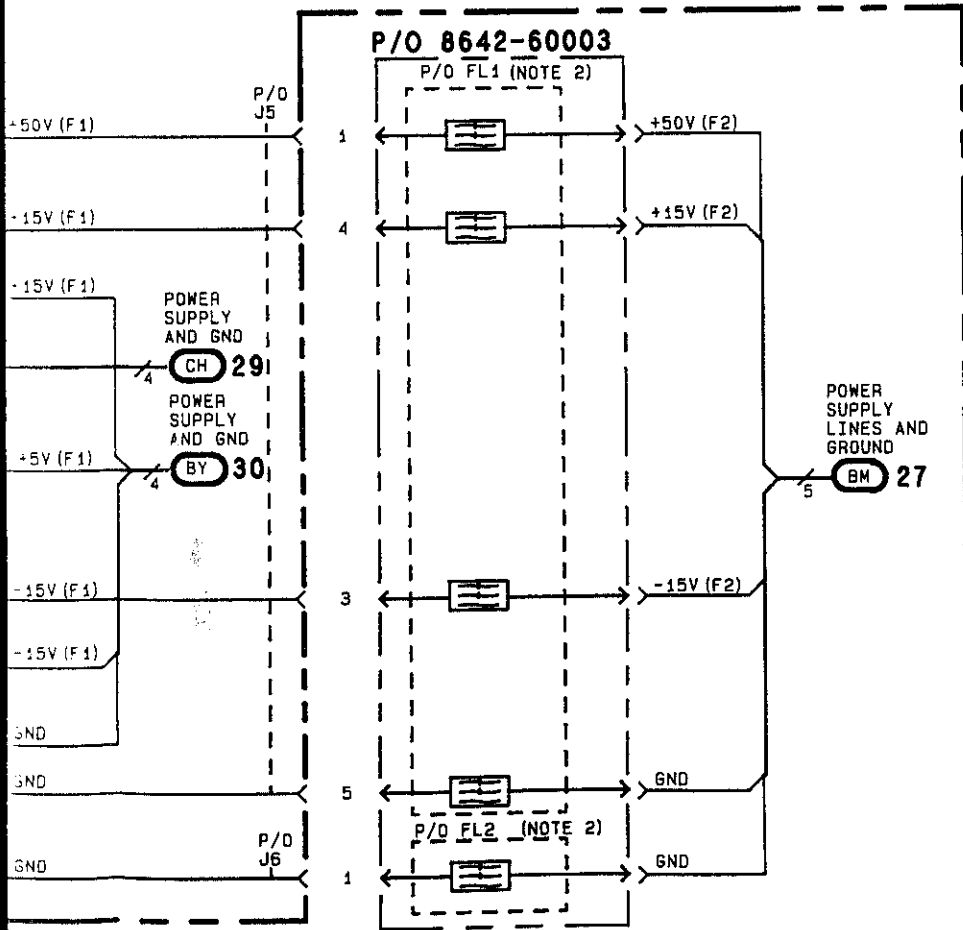 P/O 8642-60003
P/O FL1 (NOTE 2)
P/O
J5
+50V (F1)
1
+50V (F2)
-15V (F1)
4
+15V (F2)
-15V (F1)
POWER
SUPPLY
AND GND
4
CH 29
POWER
SUPPLY
AND GND
+5V (F1)
4
BY 30
POWER
SUPPLY
LINES AND
GROUND
5
BM 27
-15V (F1)
3
-15V (F2)
-15V (F1)
GND
GND
5
GND
P/O FL2 (NOTE 2)
P/O
J6
GND
1
GND